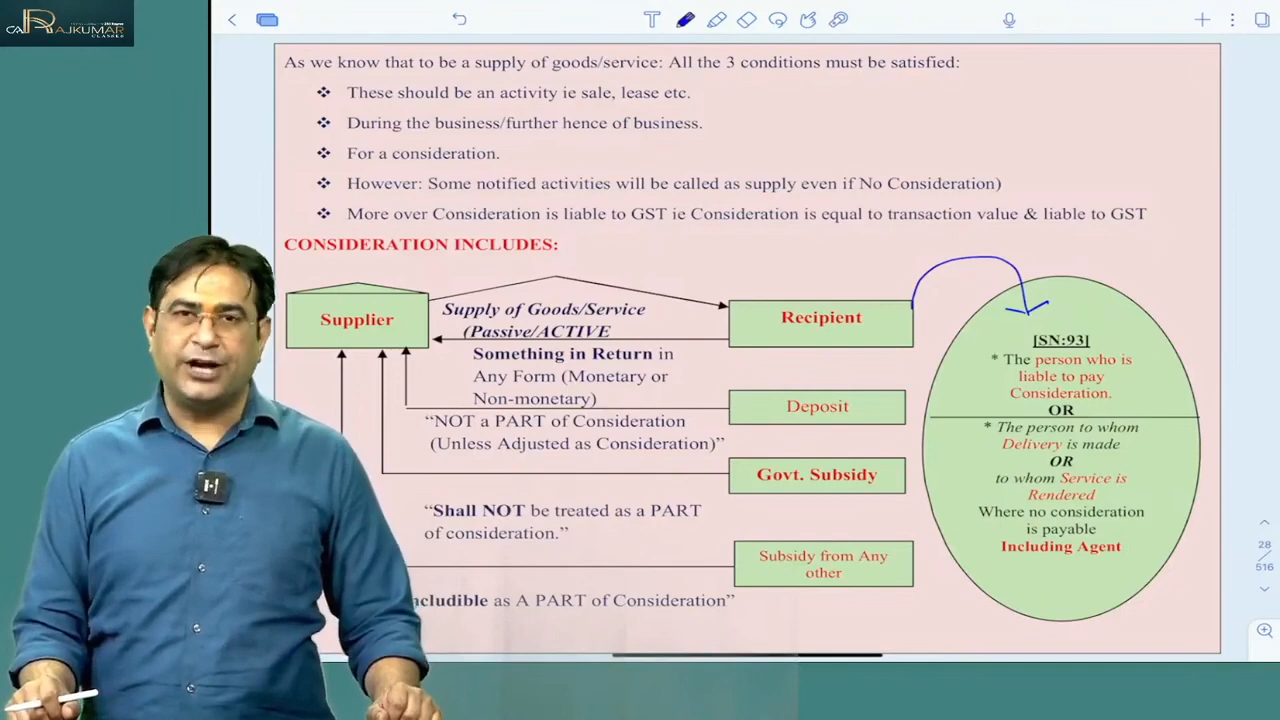 CA RAJKUMAR
CLASSES
As we know that to be a supply of goods/service: All the 3 conditions must be satisfied:
❖ These should be an activity ie sale, lease etc.
❖ During the business/further hence of business.
❖ For a consideration.
❖ However: Some notified activities will be called as supply even if No Consideration)
❖ More over Consideration is liable to GST ie Consideration is equal to transaction value & liable to GST
CONSIDERATION INCLUDES:
Supplier
Supply of Goods/Service
(Passive/ACTIVE
Something in Return in
Any Form (Monetary or
Non-monetary)
Recipient
Deposit
"NOT a PART of Consideration
(Unless Adjusted as Consideration)"
Govt. Subsidy
"Shall NOT be treated as a PART
of consideration."
Subsidy from Any
other
as A PART of Consideration"
[SN:93]
* The person who is
liable to pay
Consideration.
OR
* The person to whom
Delivery is made
OR
to whom Service is
Rendered
Where no consideration
is payable
Including Agent
28
516